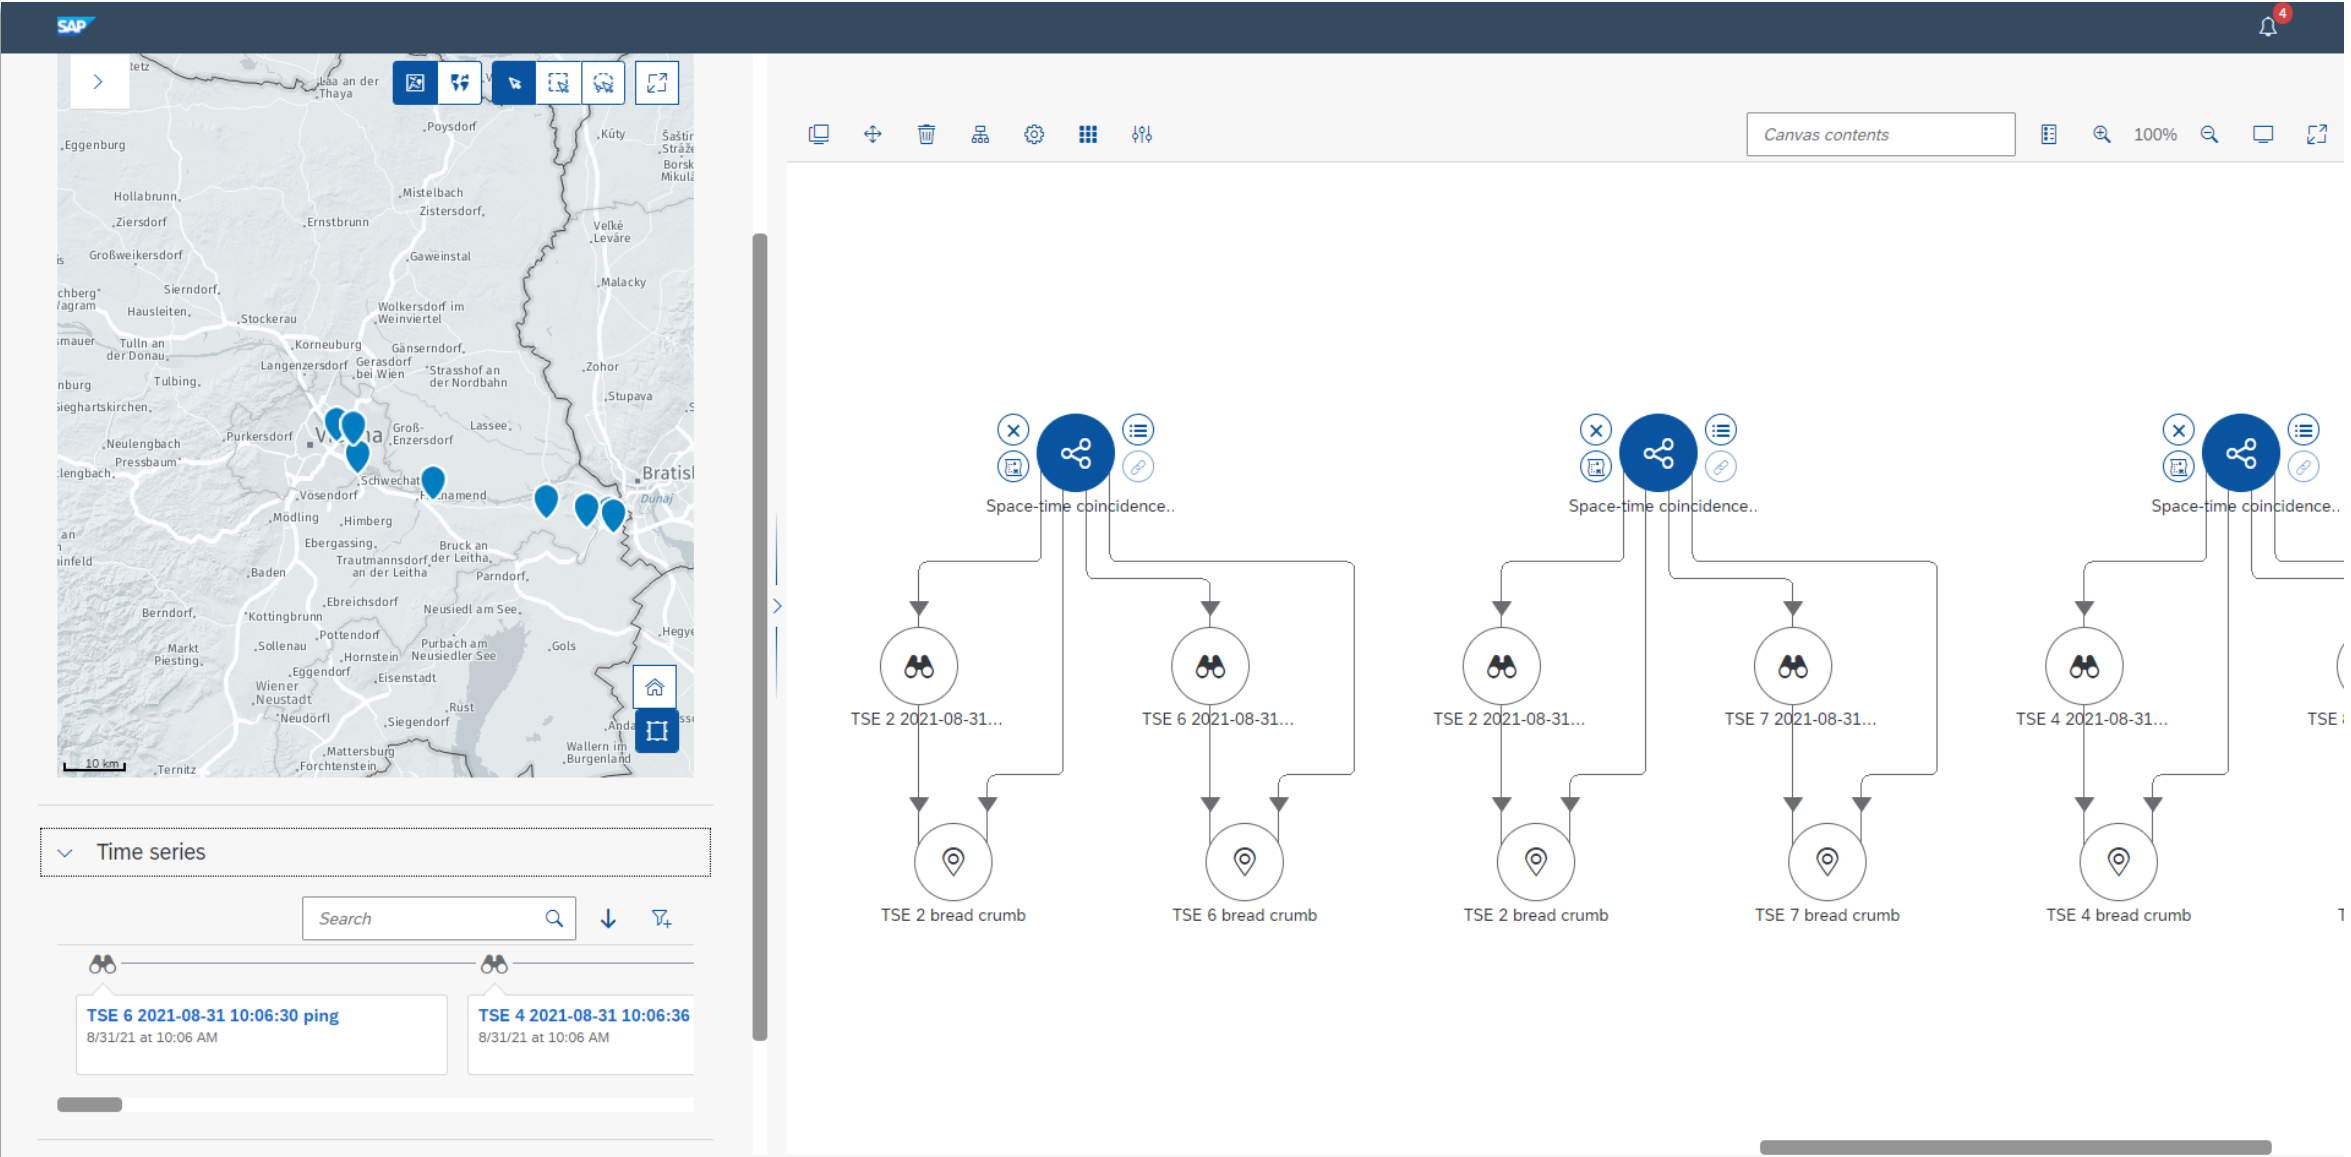 SAP
4
Retz
Laa an der
Thaya
Poysdorf
Kúty
Eggenburg
Hollabrunn
Mistelbach
Zistersdorf
Ziersdorf
Ernstbrunn
Veľké
Leváre
Großweikersdorf
Gaweinstal
Malacky
Sierndorf
Hausleiten
Stockerau
Wolkersdorf im
Weinviertel
Tulln an
der Donau
Korneuburg
Gänserndorf
Langenzersdorf
Gerasdorf
bei Wien
Strasshof an
der Nordbahn
Zohor
Tulbing
Stupava
Sieghartskirchen
Purkersdorf
Groß-
Enzersdorf
Lassee
Neulengbach
Pressbaum
Schwechat
Vösendorf
Dunaj
Mödling
Himberg
Ebergassing
Bruck an
der Leitha
Trautmannsdorf
an der Leitha
Baden
Parndorf
Berndorf
Ebreichsdorf
Kottingbrunn
Neusiedl am See
Pottendorf
Sollenau
Markt
Piesting
Hornstein
Purbach am
Neusiedler See
Gols
Eggendorf
Eisenstadt
Wiener
Neustadt
Neudörfl
Rust
Siegendorf
Mattersburg
Forchtenstein
Wallern im
Burgenland
Ternitz
10 km
Time series
Search
TSE 6 2021-08-31 10:06:30 ping
8/31/21 at 10:06 AM
TSE 4 2021-08-31 10:06:36
8/31/21 at 10:06 AM
Canvas contents
100%
Space-time coincidence..
Space-time coincidence..
Space-time coincidence..
TSE 2 2021-08-31...
TSE 6 2021-08-31...
TSE 2 2021-08-31...
TSE 7 2021-08-31...
TSE 4 2021-08-31...
TSE
TSE 2 bread crumb
TSE 6 bread crumb
TSE 2 bread crumb
TSE 7 bread crumb
TSE 4 bread crumb